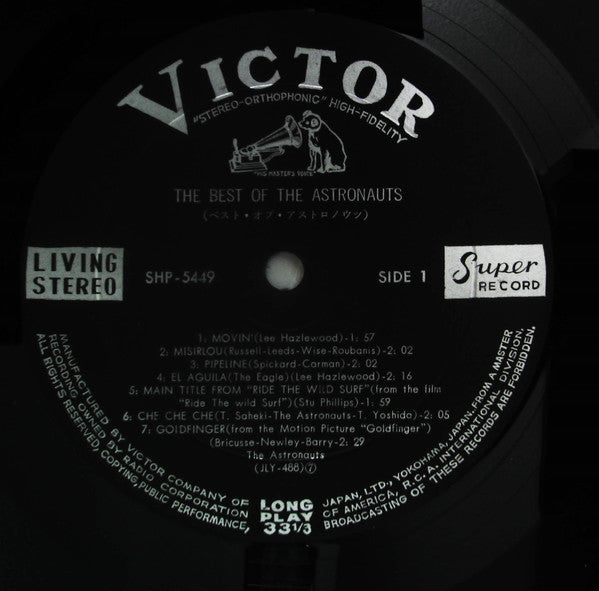 VICTOR
"STEREO-ORTHOPHONIC" HIGH-FIDELITY
"HIS MASTER'S VOICE"
THE BEST OF THE ASTRONAUTS
(ベスト・オブ・アストロノウツ)
LIVING
STEREO
SHP-5449
SIDE 1
Super
RECORD
1: MOVIN'(Lee Hazlewood)-1: 57
2: MISIRLOU(Russell-Leeds-Wise-Roubanis)-2: 02
3: PIPELINE(Spickard-Carman)-2: 02
4: EL AGUILA(The Eagle)(Lee Hazlewood)-2: 16
5: MAIN TITLE FROM "RIDE THE WILD SURF"(from the film
"Ride The wild Surf")(Stu Phillips)-1: 59
6: CHE CHE CHE(T. Saheki-The Astronauts-T. Yoshida)-2: 05
7: GOLDFINGER(from the Motion Picture "Goldfinger")
(Bricusse-Newley-Barry-2: 29
The Astronauts
(JLY-488)⑦
MANUFACTURED BY VICTOR COMPANY OF JAPAN, LTD., YOKOHAMA, JAPAN, FROM A MASTER
RECORDING OWNED BY RADIO CORPORATION OF AMERICA, R.C.A. INTERNATIONAL DIVISION.
ALL RIGHTS RESERVED, COPYING, PUBLIC PERFORMANCE, BROADCASTING OF THESE RECORDS ARE FORBIDDEN.
LONG
PLAY
33 1/3